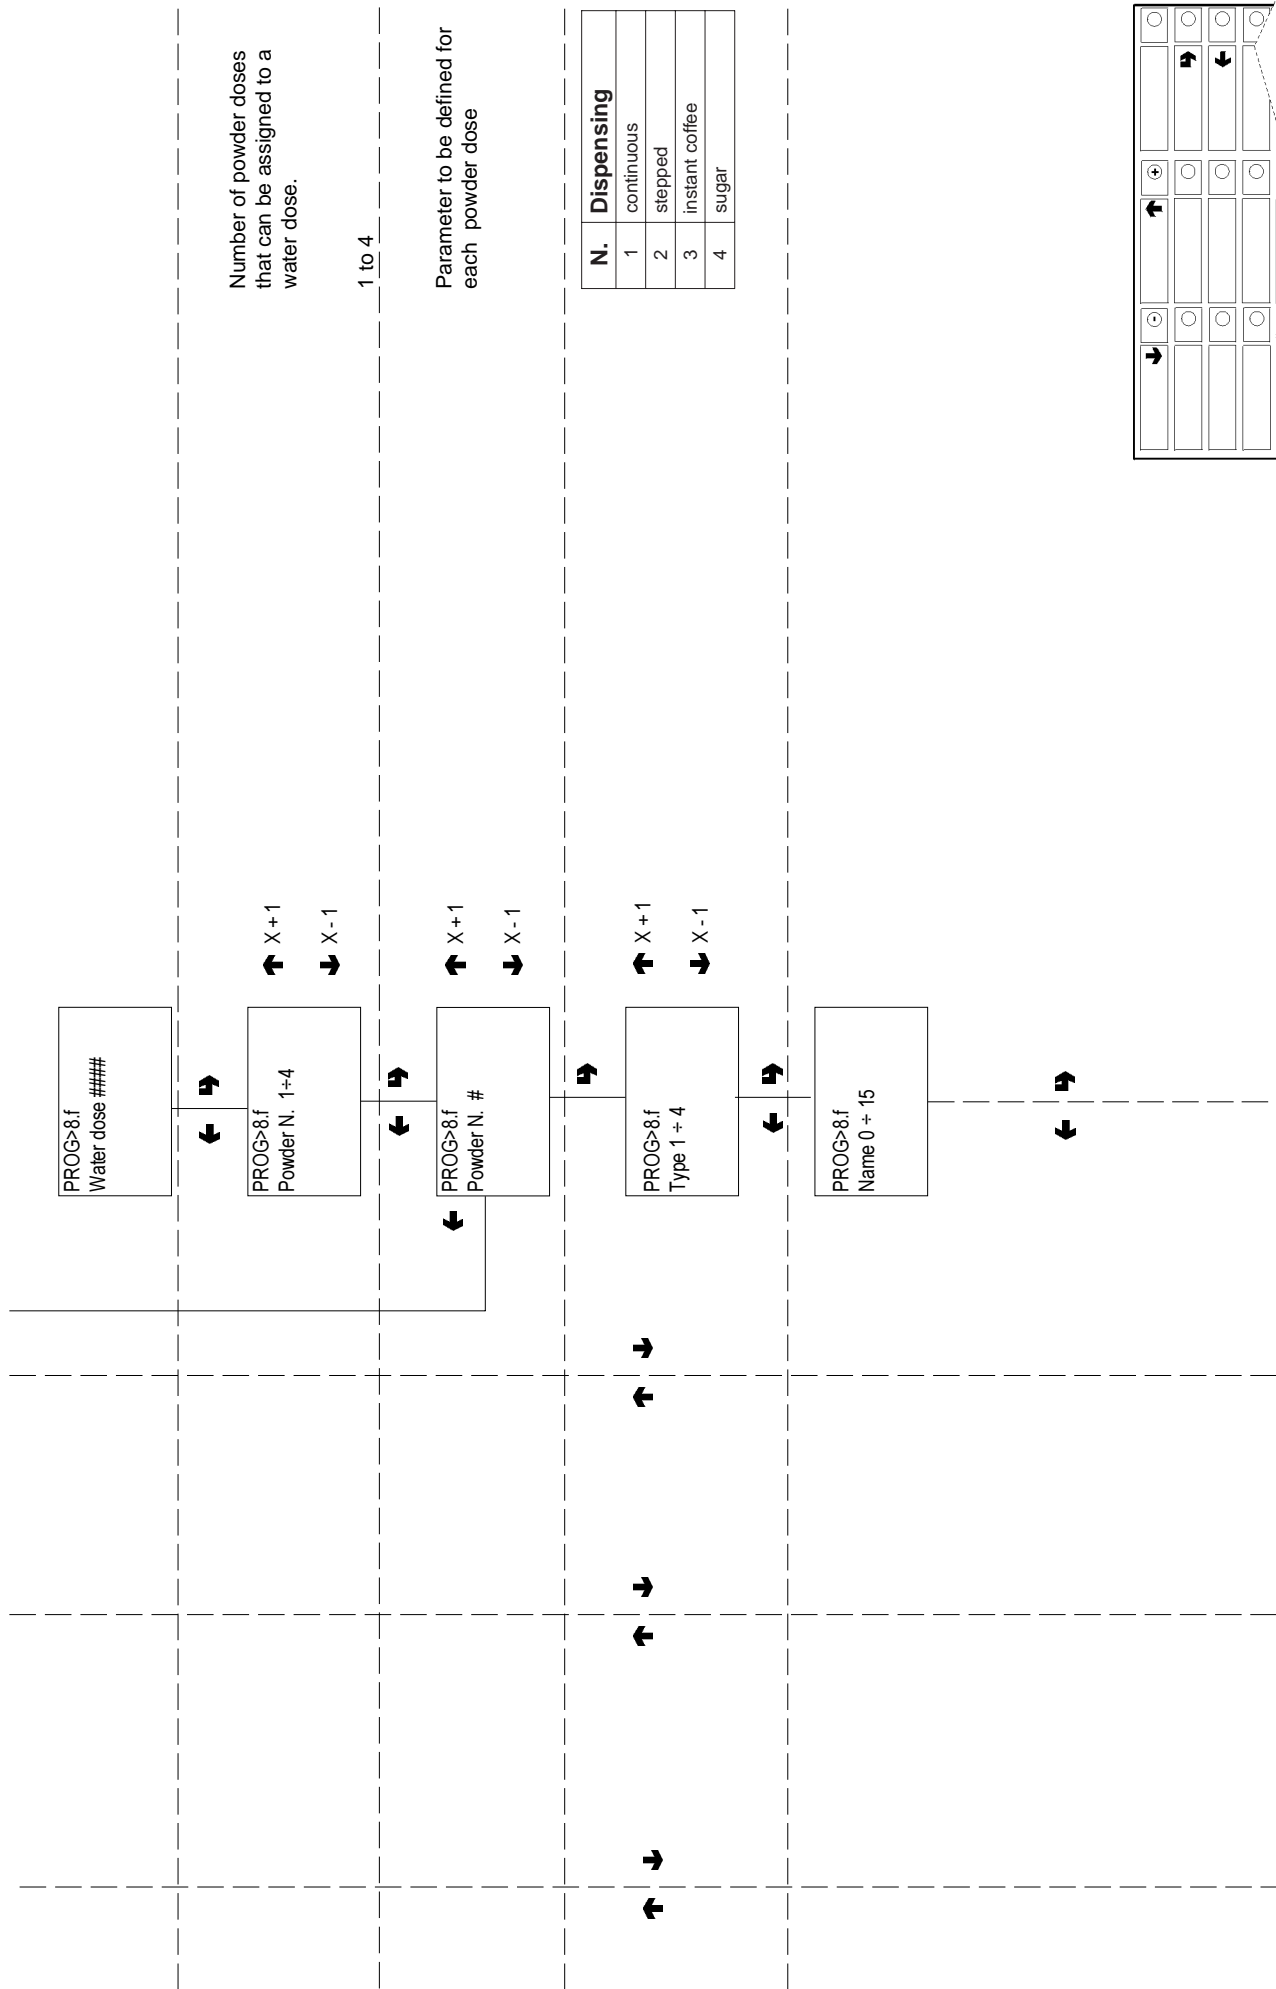 PROG>8.f
Water dose ####
Number of powder doses
that can be assigned to a
water dose.
1 to 4
PROG>8.f
Powder N. 1÷4
X + 1
X - 1
Parameter to be defined for
each powder dose
PROG>8.f
Powder N. #
X + 1
X - 1
N. Dispensing
1 continuous
2 stepped
3 instant coffee
4 sugar
PROG>8.f
Type 1 ÷ 4
X + 1
X - 1
PROG>8.f
Name 0 ÷ 15
- +